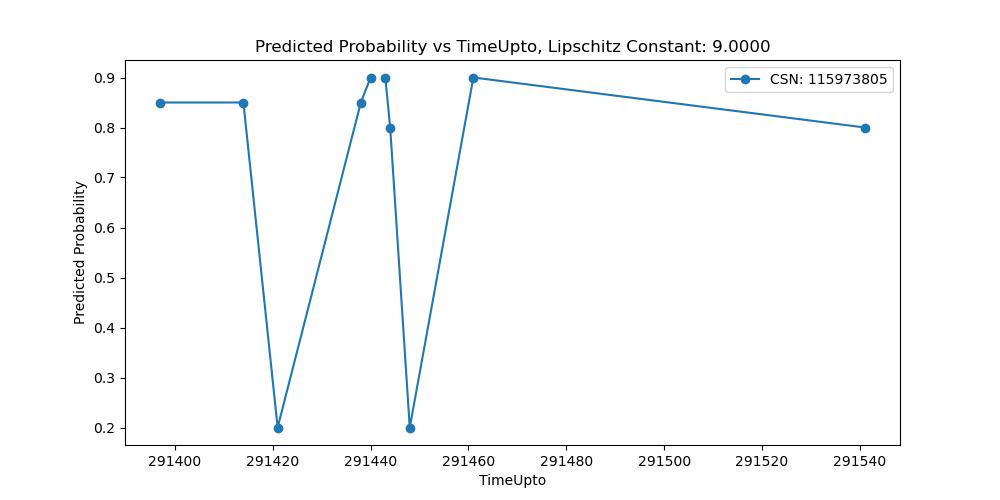 Predicted Probability vs TimeUpto, Lipschitz Constant: 9.0000
CSN: 115973805
Predicted Probability
0.9
0.8
0.7
0.6
0.5
0.4
0.3
0.2
291400 291420 291440 291460 291480 291500 291520 291540
TimeUpto